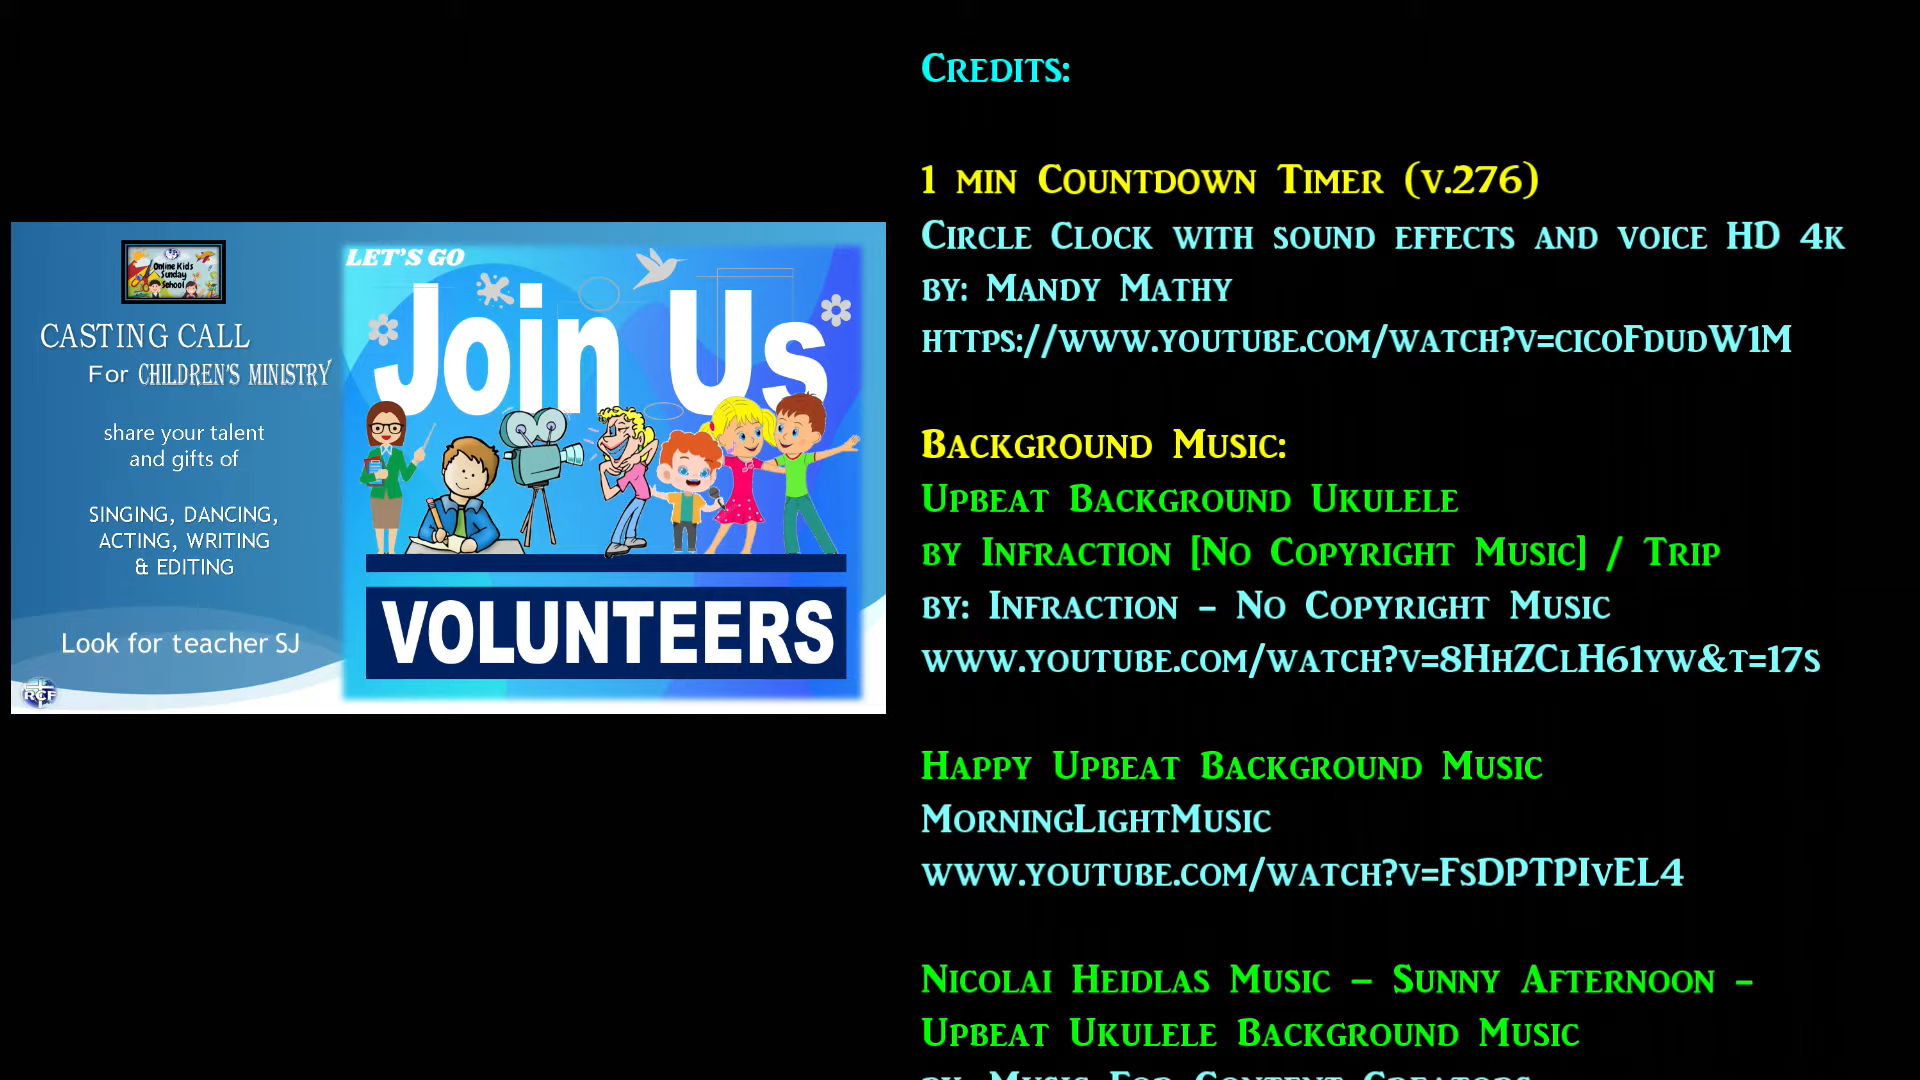 Online Kids
Sunday
School
CASTING CALL
For CHILDREN'S MINISTRY
share your talent
and gifts of
SINGING, DANCING,
ACTING, WRITING
& EDITING
Look for teacher SJ
RCF
LET'S GO
Join Us
VOLUNTEERS
Credits:
1 min Countdown Timer (v.276)
Circle Clock with sound effects and voice HD 4k
by: Mandy Mathy
https://www.youtube.com/watch?v=cicoFdudW1M
Background Music:
Upbeat Background Ukulele
by Infraction [No Copyright Music] / Trip
by: Infraction - No Copyright Music
www.youtube.com/watch?v=8HhZClH61yw&t=17s
Happy Upbeat Background Music
MorningLightMusic
www.youtube.com/watch?v=FsDPTPIvEL4
Nicolai Heidlas Music – Sunny Afternoon -
Upbeat Ukulele Background Music
by: Music For Content Creators